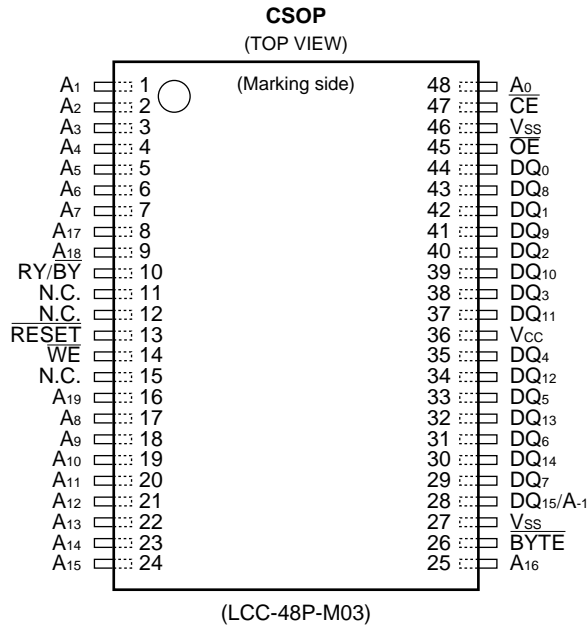 CSOP
(TOP VIEW)
(Marking side)
A1 1 48 A0
A2 2 47 CE
A3 3 46 VSS
A4 4 45 OE
A5 5 44 DQ0
A6 6 43 DQ8
A7 7 42 DQ1
A17 8 41 DQ9
A18 9 40 DQ2
RY/BY 10 39 DQ10
N.C. 11 38 DQ3
N.C. 12 37 DQ11
RESET 13 36 VCC
WE 14 35 DQ4
N.C. 15 34 DQ12
A19 16 33 DQ5
A8 17 32 DQ13
A9 18 31 DQ6
A10 19 30 DQ14
A11 20 29 DQ7
A12 21 28 DQ15/A-1
A13 22 27 VSS
A14 23 26 BYTE
A15 24 25 A16
(LCC-48P-M03)